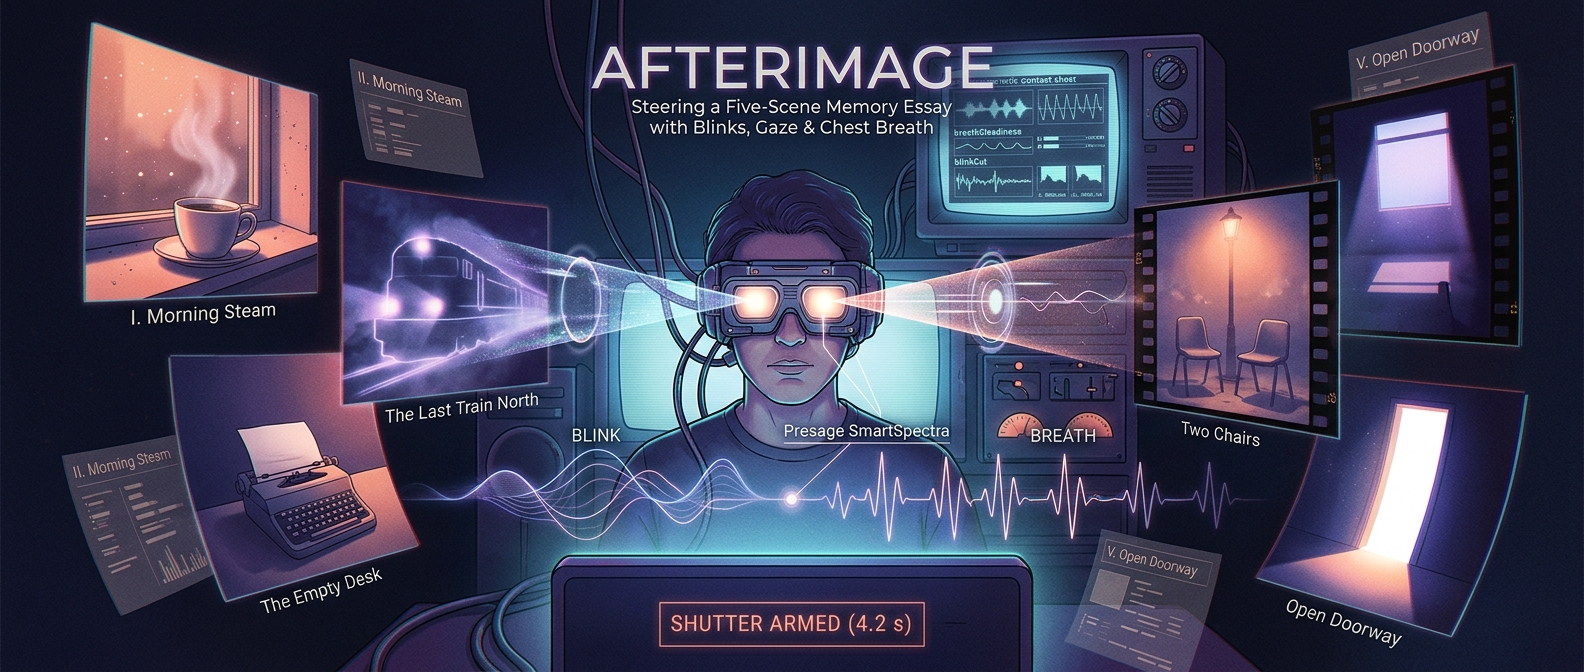 AFTERIMAGE
Steering a Five-Scene Memory Essay
with Blinks, Gaze & Chest Breath
I. Morning Steam
II. Morning Steam
The Last Train North
II. Morning Stesm
The Empty Desk
contact.shoot
blinkCut
BLINK
Presage SmartSpectra
BREATH
SHUTTER ARMED (4.2 s)
V. Open Doorway
Two Chairs
V. Open Doorway
Open Doorway